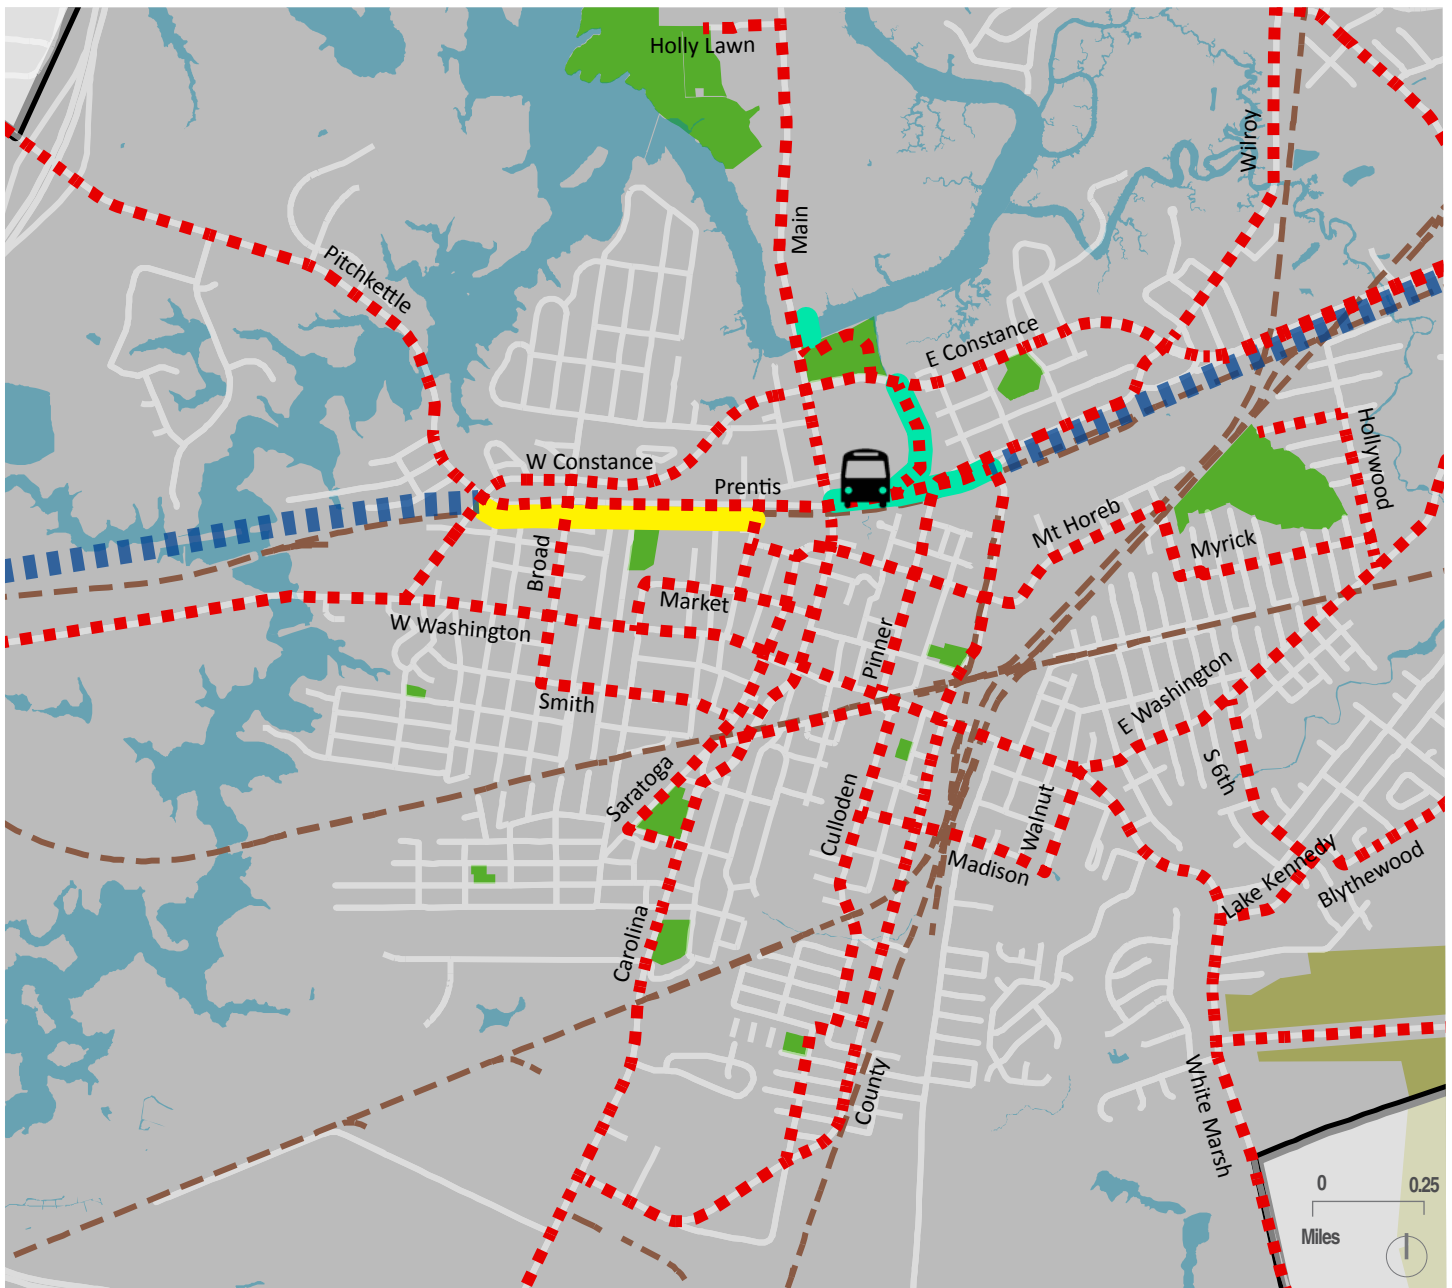 Holly Lawn
Wilroy
Main
Pitchkettle
E Constance
W Constance
Prentis
Hollywood
Mt Horeb
Myrick
Broad
Market
W Washington
Pinner
Smith
E Washington
S 6th
Saratoga
Culloden
Walnut
Madison
Lake Kennedy
Blythewood
Carolina
County
White Marsh
0 0.25
Miles